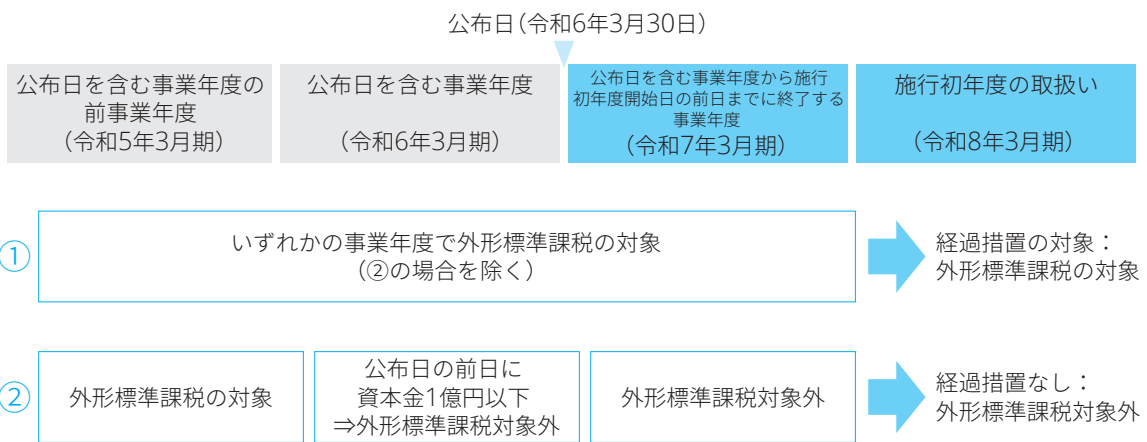 公布日（令和6年3月30日）
公布日を含む事業年度の
前事業年度
（令和5年3月期）
公布日を含む事業年度
（令和6年3月期）
公布日を含む事業年度から施行
初年度開始日の前日までに終了する
事業年度
（令和7年3月期）
施行初年度の取扱い
（令和8年3月期）
①
いずれかの事業年度で外形標準課税の対象
（②の場合を除く）
経過措置の対象：
外形標準課税の対象
②
外形標準課税の対象
公布日の前日に
資本金1億円以下
⇒外形標準課税対象外
外形標準課税対象外
経過措置なし：
外形標準課税対象外